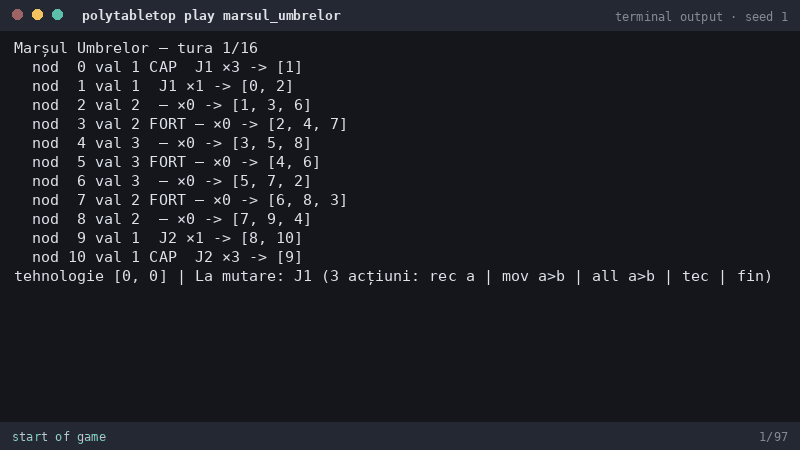 polytabletop play marsul_umbrelor
terminal output · seed 1
Marșul Umbrelor — tura 1/16
nod  0 val 1 CAP  J1 ×3 -> [1]
nod  1 val 1  J1 ×1 -> [0, 2]
nod  2 val 2  — ×0 -> [1, 3, 6]
nod  3 val 2 FORT — ×0 -> [2, 4, 7]
nod  4 val 3  — ×0 -> [3, 5, 8]
nod  5 val 3 FORT — ×0 -> [4, 6]
nod  6 val 3  — ×0 -> [5, 7, 2]
nod  7 val 2 FORT — ×0 -> [6, 8, 3]
nod  8 val 2  — ×0 -> [7, 9, 4]
nod  9 val 1  J2 ×1 -> [8, 10]
nod 10 val 1 CAP  J2 ×3 -> [9]
tehnologie [0, 0] | La mutare: J1 (3 acțiuni: rec a | mov a>b | all a>b | tec | fin)
start of game
1/97